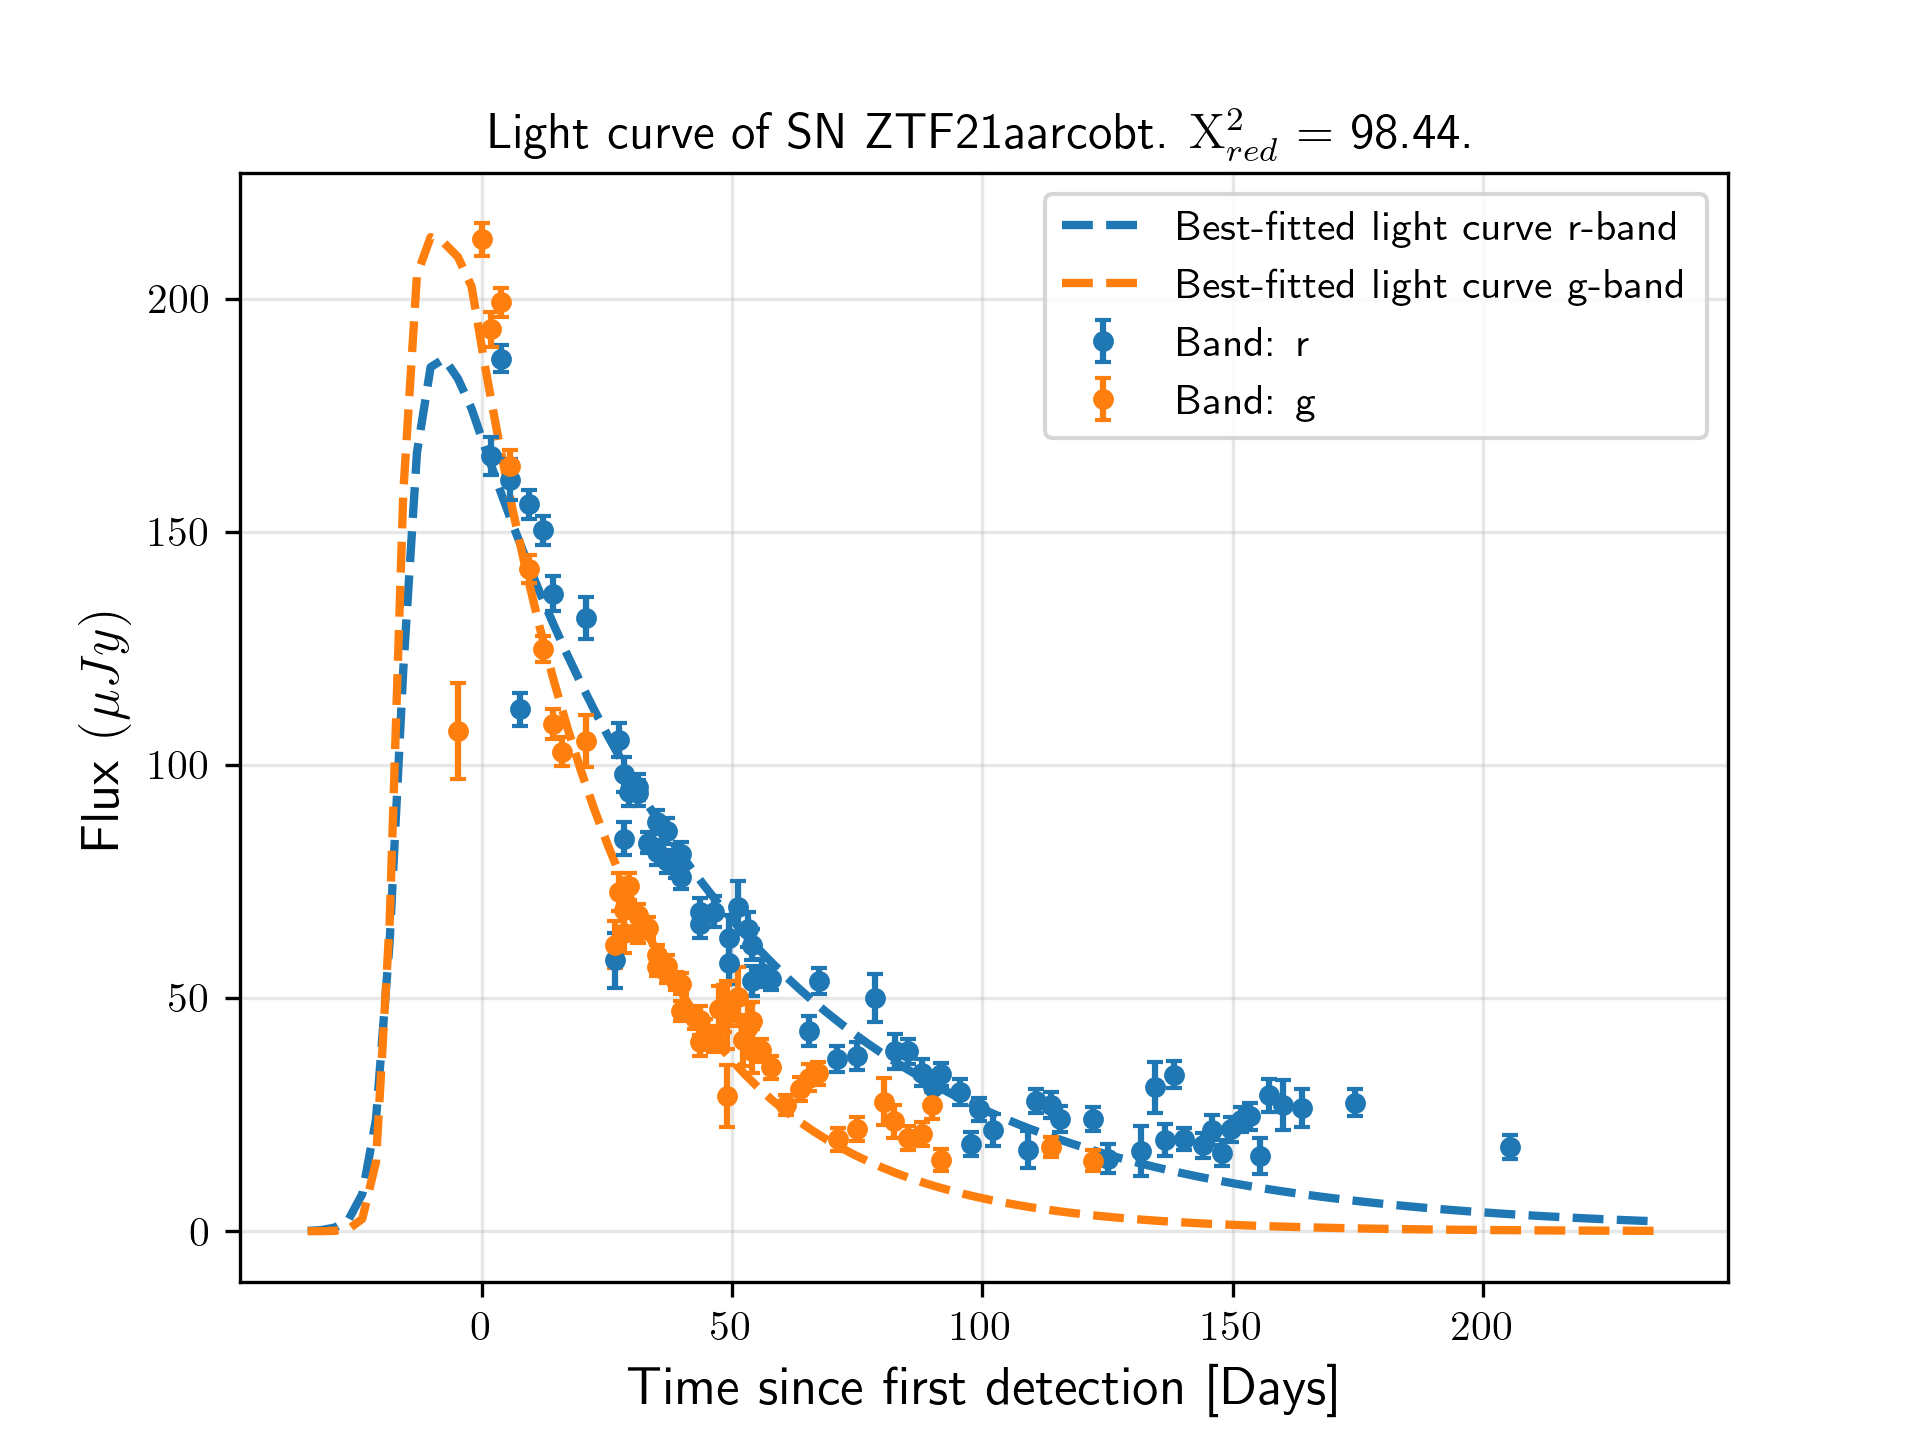 Light curve of SN ZTF21aarcobt. X²_red = 98.44.
Best-fitted light curve r-band
Best-fitted light curve g-band
Band: r
Band: g
Flux (μJy)
200
150
100
50
0
0 50 100 150 200
Time since first detection [Days]